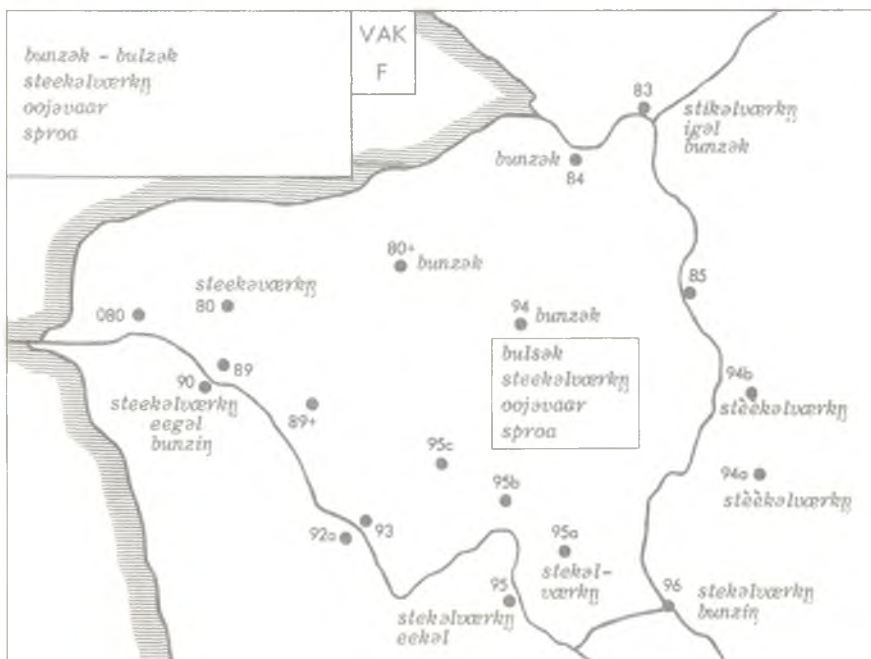 bunzək – bulzək
steekəlværkŋ̩
oojəvaar
sproa
VAK
F
83
stikəlværkŋ̩
igəl
bunzək
bunzək
84
80+
bunzək
steekəværkŋ̩
80
080
85
94
bunzək
bulsək
steekəlværkŋ̩
oojəvaar
sproa
89
90
steekəlværkŋ̩
eegəl
bunziŋ
89+
94b
stèèkəlværkŋ̩
95c
94a
stèèkəlværkŋ̩
95b
93
92a
95a
stekəl-
værkŋ̩
95
stekəlværkŋ̩
eekəl
96
stekəlværkŋ̩
bunziŋ